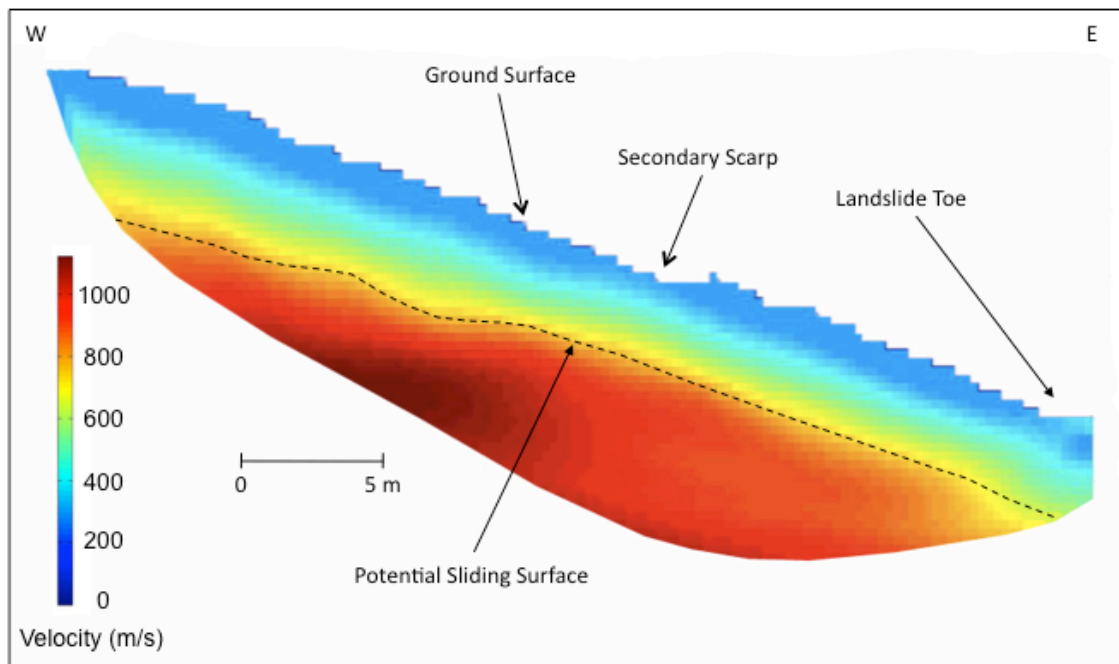 W
E
Ground Surface
Secondary Scarp
Landslide Toe
1000
800
600
400
200
0
0
5 m
Potential Sliding Surface
Velocity (m/s)